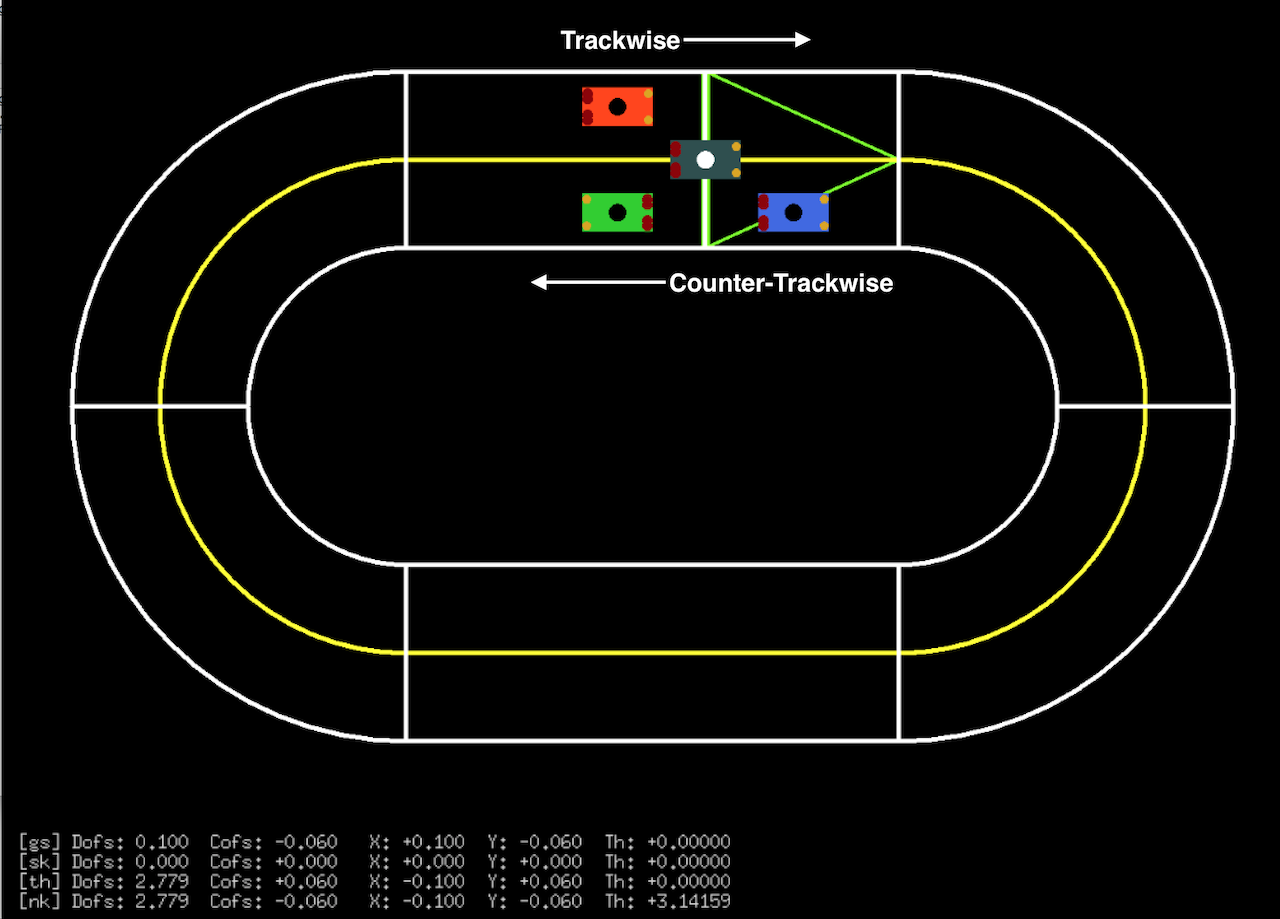 Trackwise
Counter-Trackwise
[gs] Dofs: 0.100 Cofs: -0.060 X: +0.100 Y: -0.060 Th: +0.00000
[sk] Dofs: 0.000 Cofs: +0.000 X: +0.000 Y: +0.000 Th: +0.00000
[th] Dofs: 2.779 Cofs: +0.060 X: -0.100 Y: +0.060 Th: +0.00000
[nk] Dofs: 2.779 Cofs: -0.060 X: -0.100 Y: -0.060 Th: +3.14159